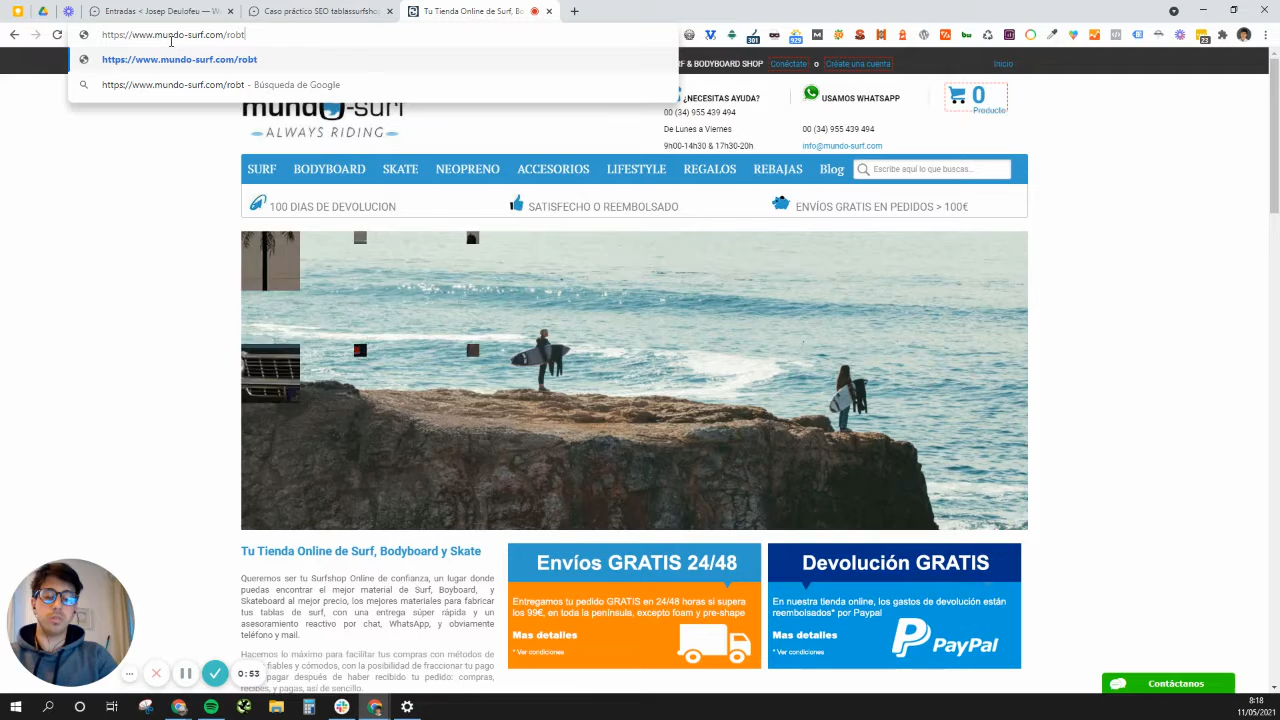 Entradas ‹ Jaco Deulofeu — Wo
Caso práctico SEO
Tu Tienda Online de Surf, Bo
https://www.mundo-surf.com/robt
301
929
23
https://www.mundo-surf.com/robt
https://www.mundo-surf.com/robt - Búsqueda de Google
RF & BODYBOARD SHOP Conéctate o Créate una cuenta Inicio
mundo-surf
ALWAYS RIDING
¿NECESITAS AYUDA?
00 (34) 955 439 494
De Lunes a Viernes
9h00-14h30 & 17h30-20h
USAMOS WHATSAPP
00 (34) 955 439 494
info@mundo-surf.com
0
Producto
SURF BODYBOARD SKATE NEOPRENO ACCESORIOS LIFESTYLE REGALOS REBAJAS Blog Escribe aquí lo que buscas...
100 DIAS DE DEVOLUCION SATISFECHO O REEMBOLSADO ENVÍOS GRATIS EN PEDIDOS > 100€
Tu Tienda Online de Surf, Bodyboard y Skate
Queremos ser tu Surfshop Online de confianza, un lugar donde
puedas encontrar el mejor material de Surf, Boyboard, y
Skateboard al mejor precio, los mejores materiales para fabricar
tus tablas de surf, con una entrega súper rápida y un
asesoramiento reactivo por chat, WhatsApp, y obviamente
teléfono y mail.
Hacemos lo máximo para facilitar tus compras con métodos de
fiables y cómodos, con la posibilidad de fraccionar tu pago
pagar después de haber recibido tu pedido: compras,
recibes, y pagas, así de sencillo.
Envíos GRATIS 24/48
Entregamos tu pedido GRATIS en 24/48 horas si supera
los 99€, en toda la península, excepto foam y pre-shape
Mas detalles
* Ver condiciones
Devolución GRATIS
En nuestra tienda online, los gastos de devolución están
reembolsados* por Paypal
Mas detalles
* Ver condiciones
PayPal
0:53
Contáctanos
8:18
11/05/2021